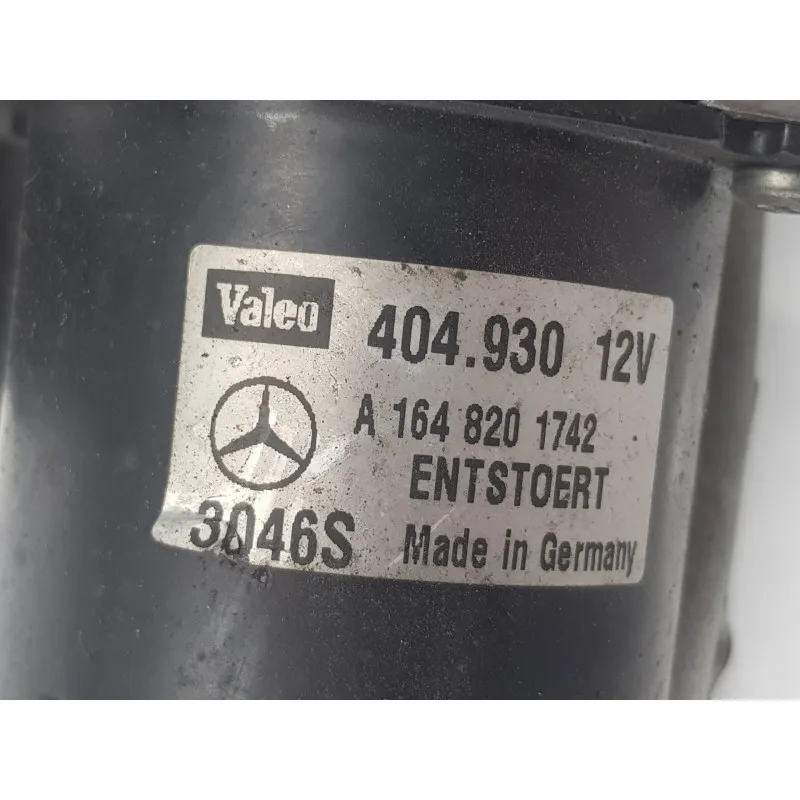 Valeo 404.930 12V
A 164 820 1742
ENTSTOERT
3046S Made in Germany